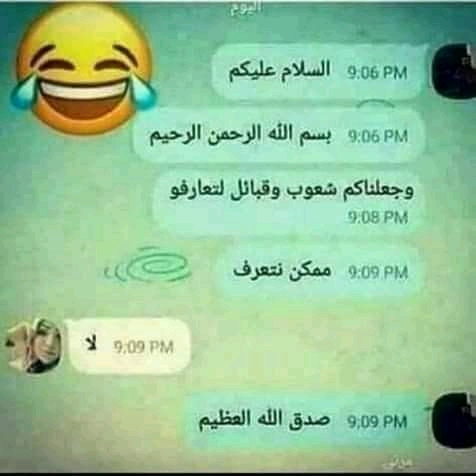 اليوم
السلام عليكم 9:06 PM
بسم الله الرحمن الرحيم 9:06 PM
وجعلناكم شعوب وقبائل لتعارفو
9:08 PM
ممكن نتعرف 9:09 PM
لا 9:09 PM
صدق الله العظيم 9:09 PM